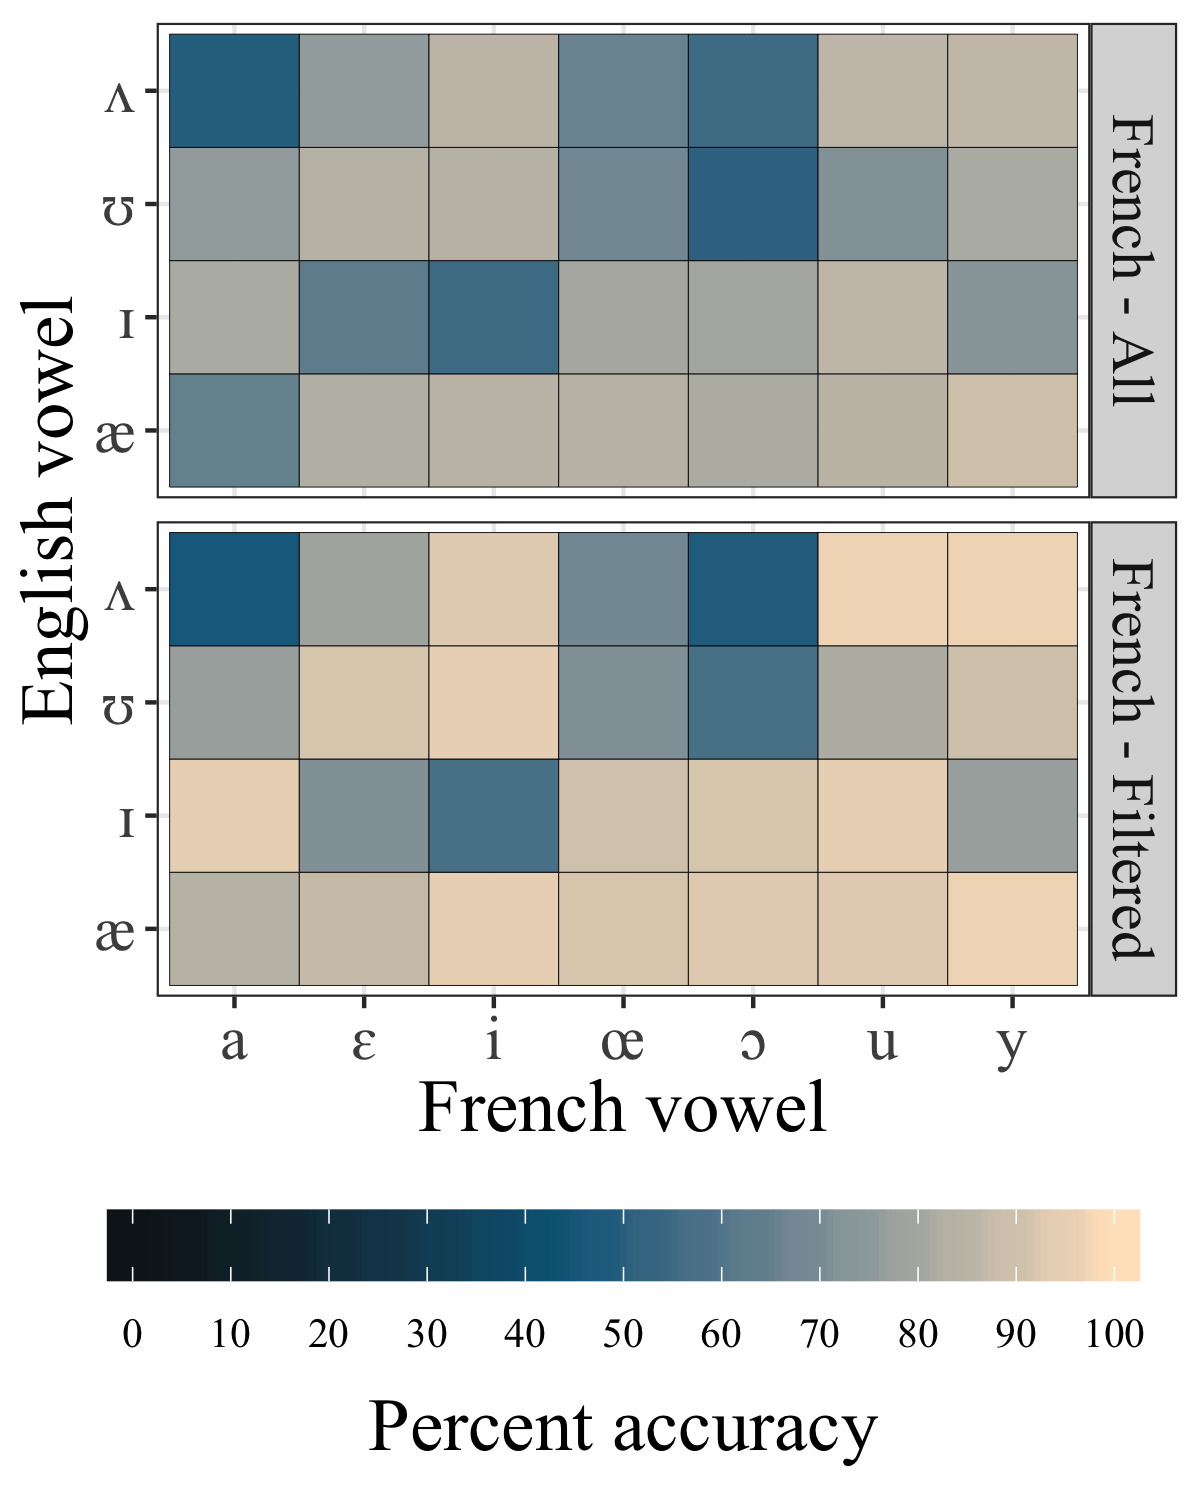 English vowel
ʌ
ʊ
ɪ
æ
French - All
ʌ
ʊ
ɪ
æ
French - Filtered
a ɛ i œ ɔ u y
French vowel
0 10 20 30 40 50 60 70 80 90 100
Percent accuracy